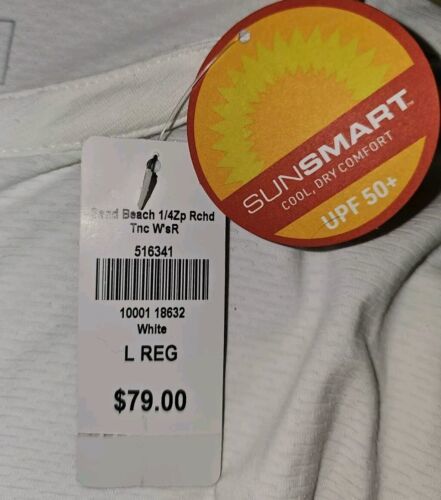 SUNSMART™
COOL, DRY COMFORT
UPF 50+
Sand Beach 1/4Zp Rchd
Tnc W'sR
516341
10001 18632
White
L REG
$79.00